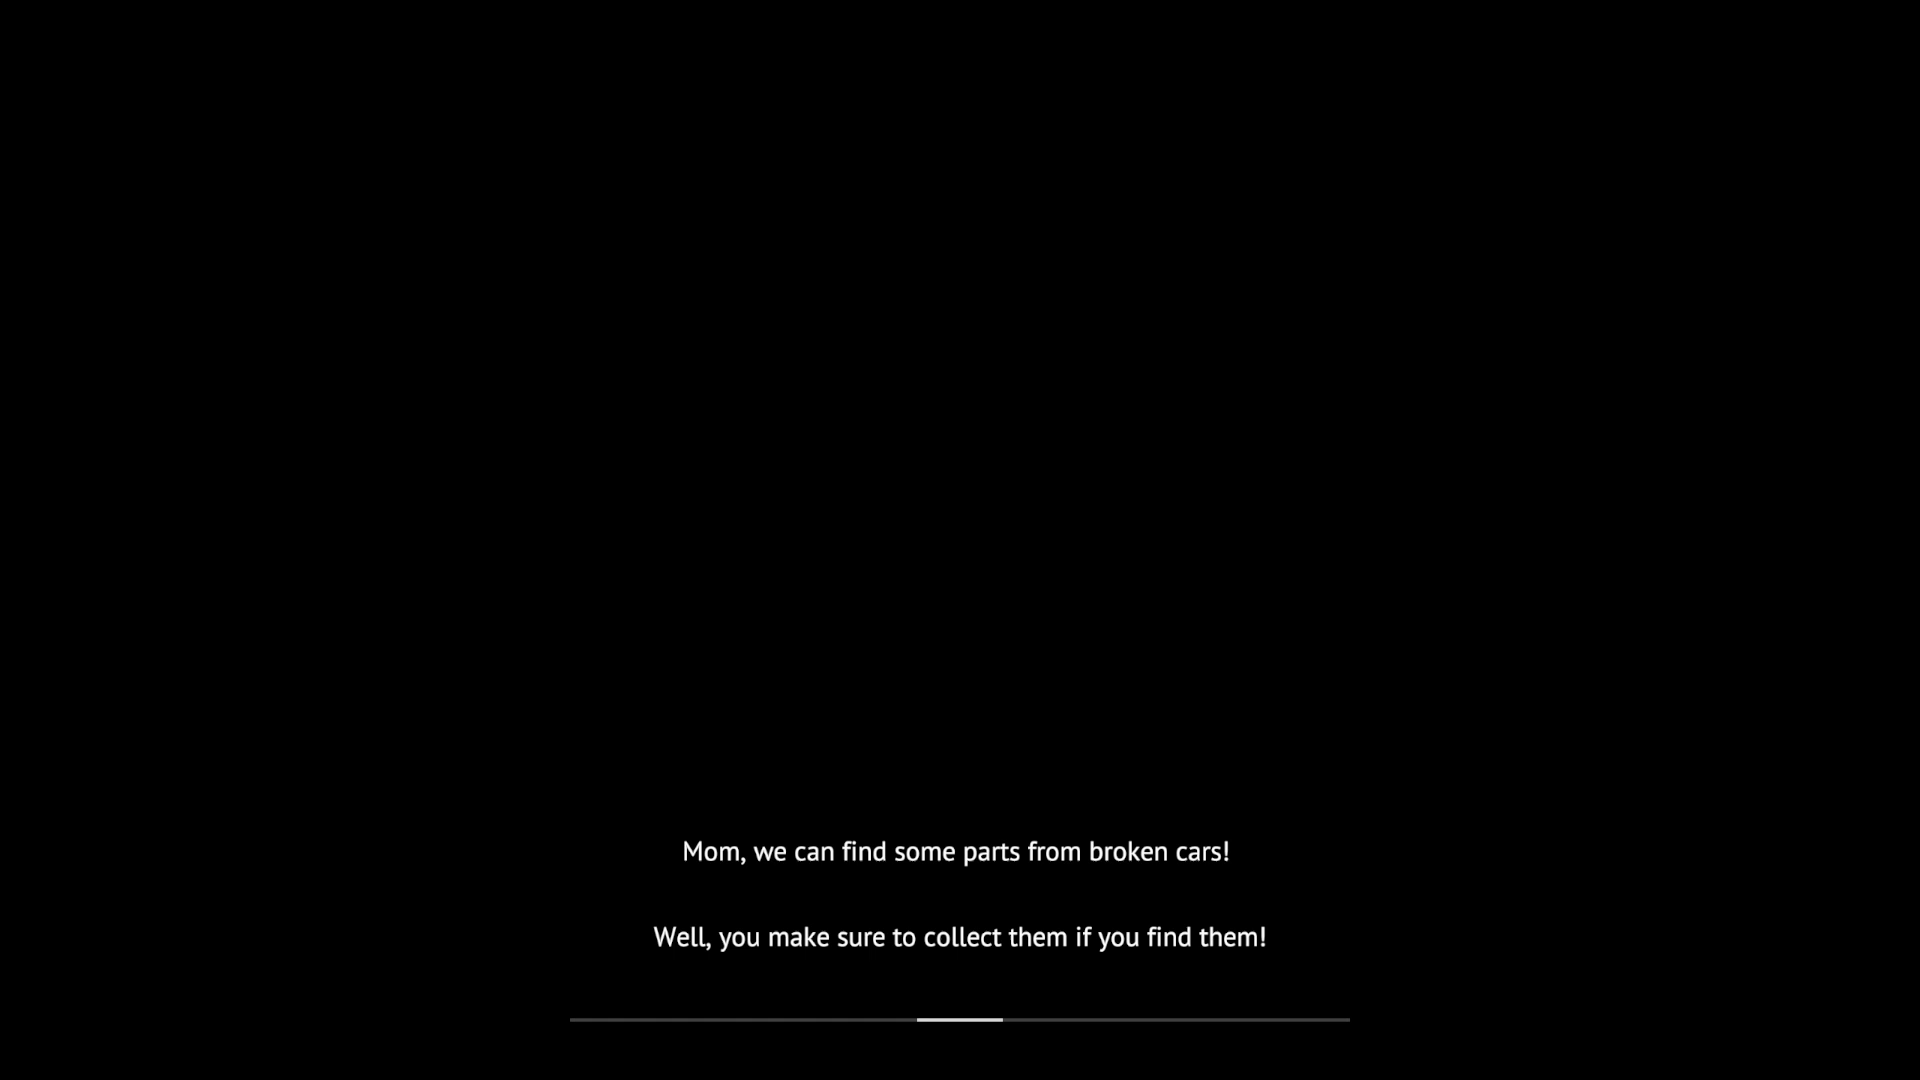 Mom, we can find some parts from broken cars!
Well, you make sure to collect them if you find them!